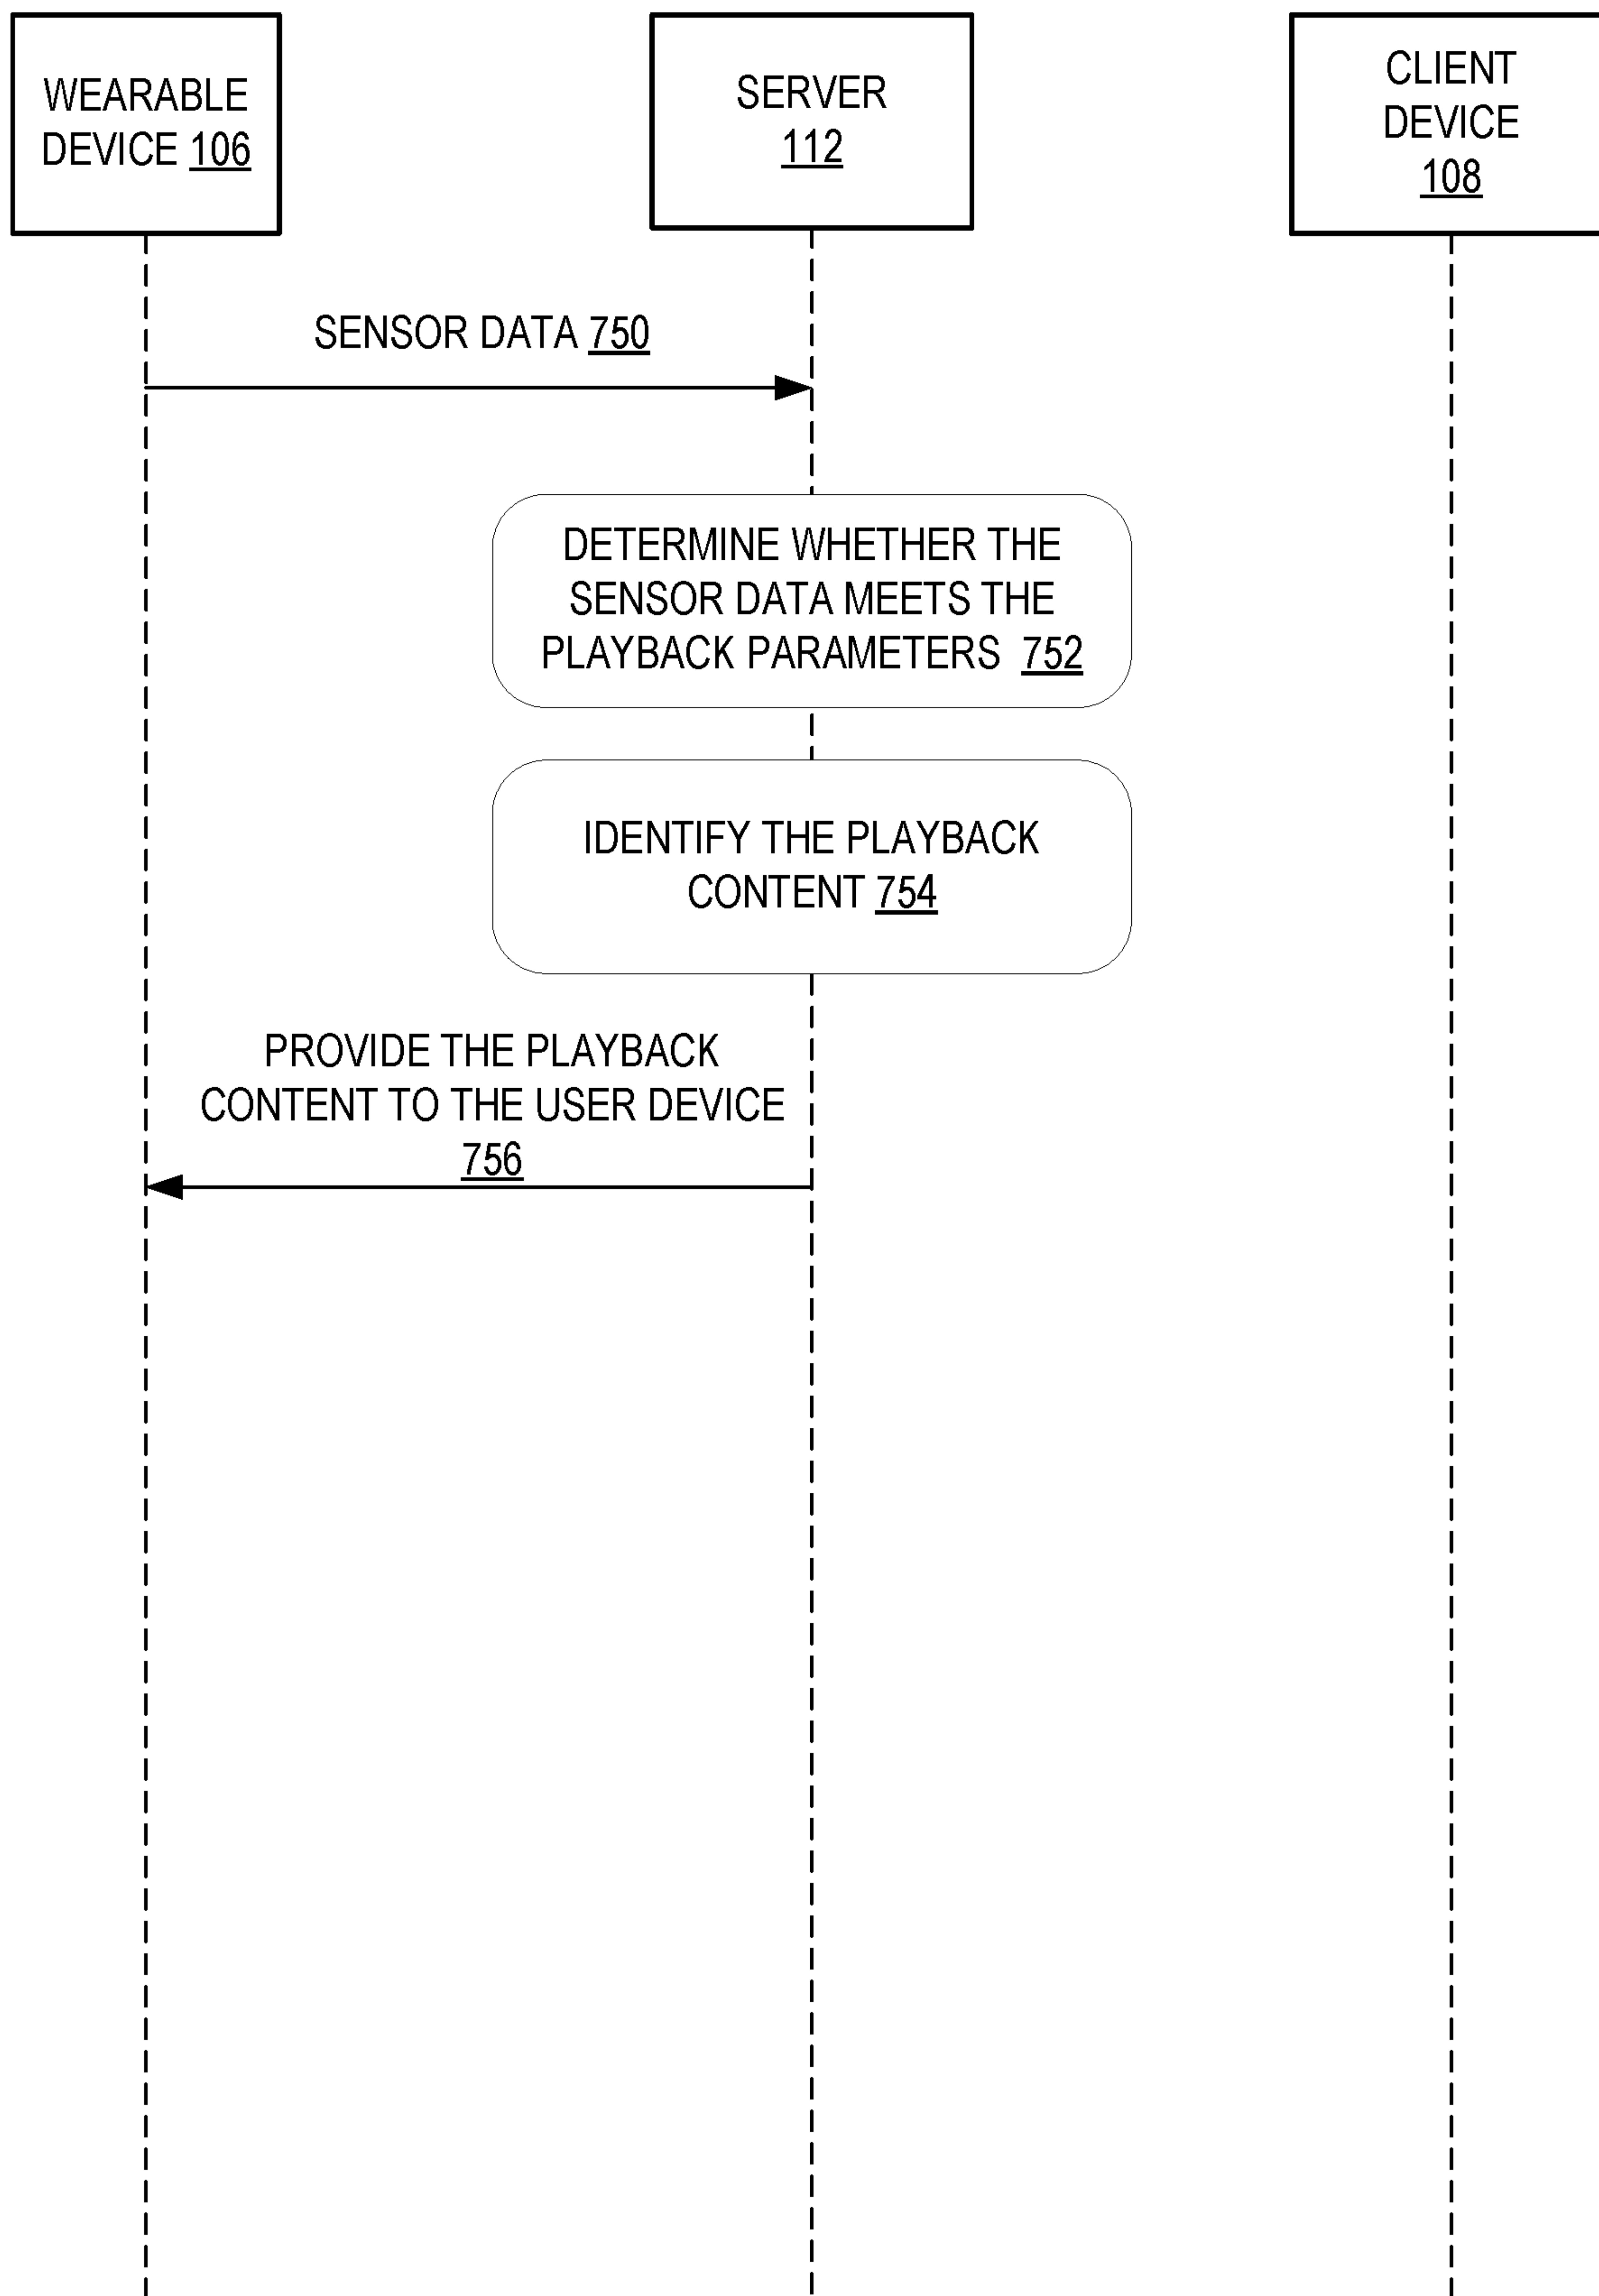 WEARABLE
DEVICE 106
SERVER
112
CLIENT
DEVICE
108
SENSOR DATA 750
DETERMINE WHETHER THE
SENSOR DATA MEETS THE
PLAYBACK PARAMETERS 752
IDENTIFY THE PLAYBACK
CONTENT 754
PROVIDE THE PLAYBACK
CONTENT TO THE USER DEVICE
756